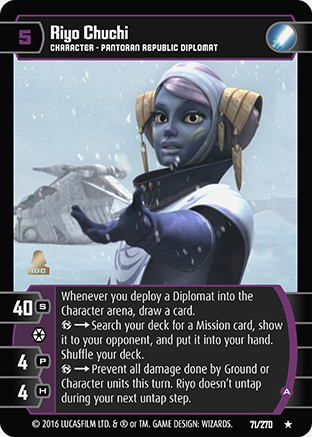 5 Riyo Chuchi
CHARACTER - PANTORAN REPUBLIC DIPLOMAT
100
40 S
4 P
4 H
Whenever you deploy a Diplomat into the
Character arena, draw a card.
→ Search your deck for a Mission card, show
it to your opponent, and put it into your hand.
Shuffle your deck.
→ Prevent all damage done by Ground or
Character units this turn. Riyo doesn't untap
during your next untap step.
A
© 2016 LUCASFILM LTD. & ® or TM. GAME DESIGN: WIZARDS. 71/270 ★